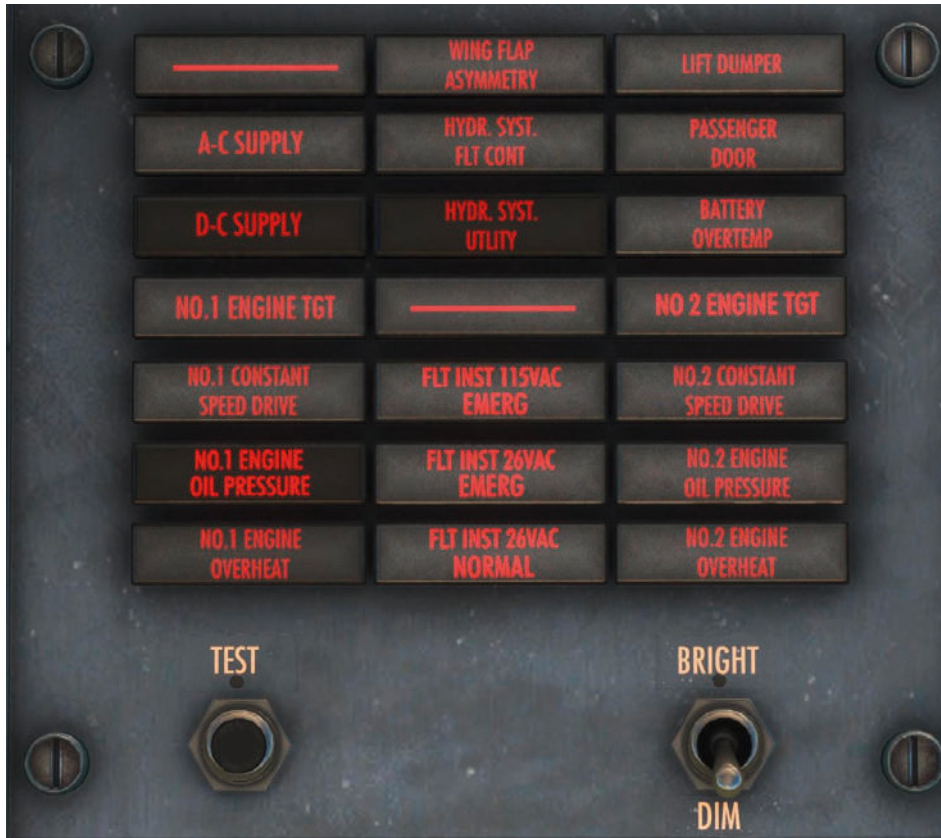 WING FLAP
ASYMMETRY
LIFT DUMPER
A-C SUPPLY
HYDR. SYST.
FLT CONT
PASSENGER
DOOR
D-C SUPPLY
HYDR. SYST.
UTLITY
BATTERY
OVERTEMP
NO.1 ENGINE TGT
NO 2 ENGINE TGT
NO.1 CONSTANT
SPEED DRIVE
FLT INST 115VAC
EMERG
NO.2 CONSTANT
SPEED DRIVE
NO.1 ENGINE
OIL PRESSURE
FLT INST 26VAC
EMERG
NO.2 ENGINE
OIL PRESSURE
NO.1 ENGINE
OVERHEAT
FLT INST 26VAC
NORMAL
NO.2 ENGINE
OVERHEAT
TEST
BRIGHT
DIM